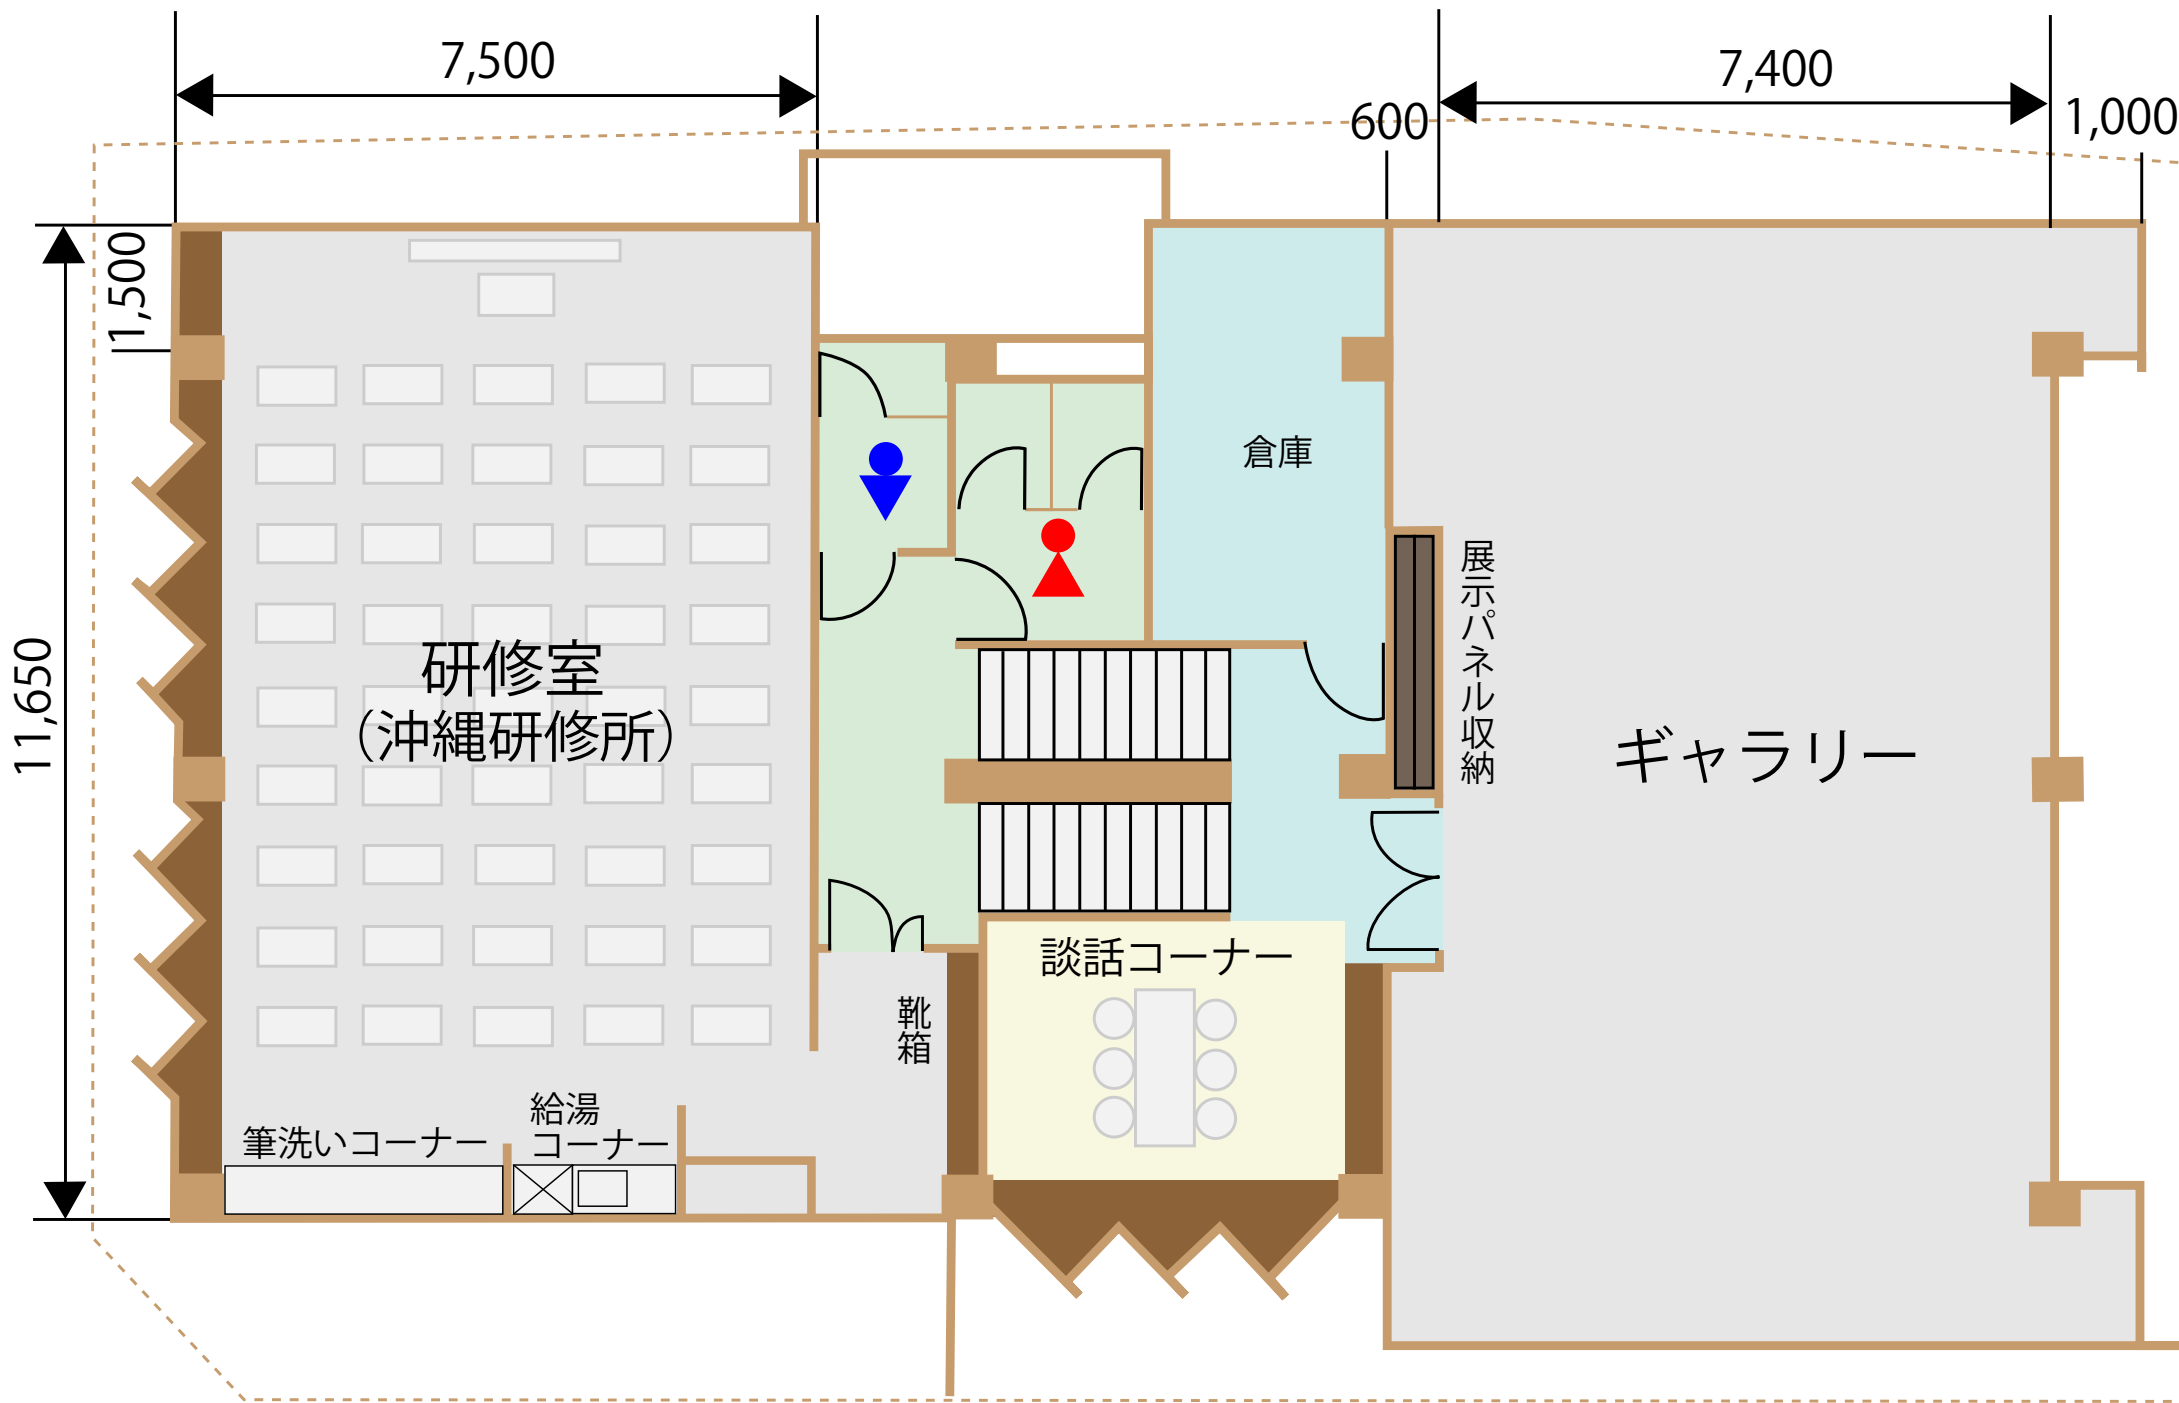 7,500
7,400
600
1,000
1,500
11,650
倉庫
展示パネル収納
研修室
（沖縄研修所）
ギャラリー
談話コーナー
靴箱
給湯
コーナー
筆洗いコーナー